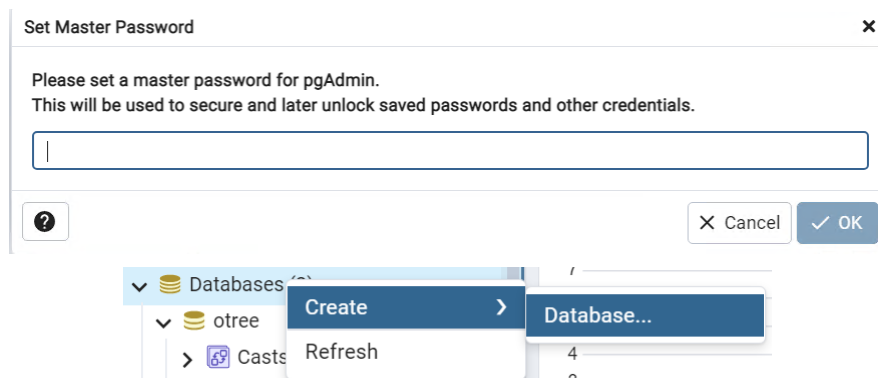 Set Master Password
Please set a master password for pgAdmin.
This will be used to secure and later unlock saved passwords and other credentials.
Cancel
OK
Databases
Create
Database...
otree
Casts
Refresh
4